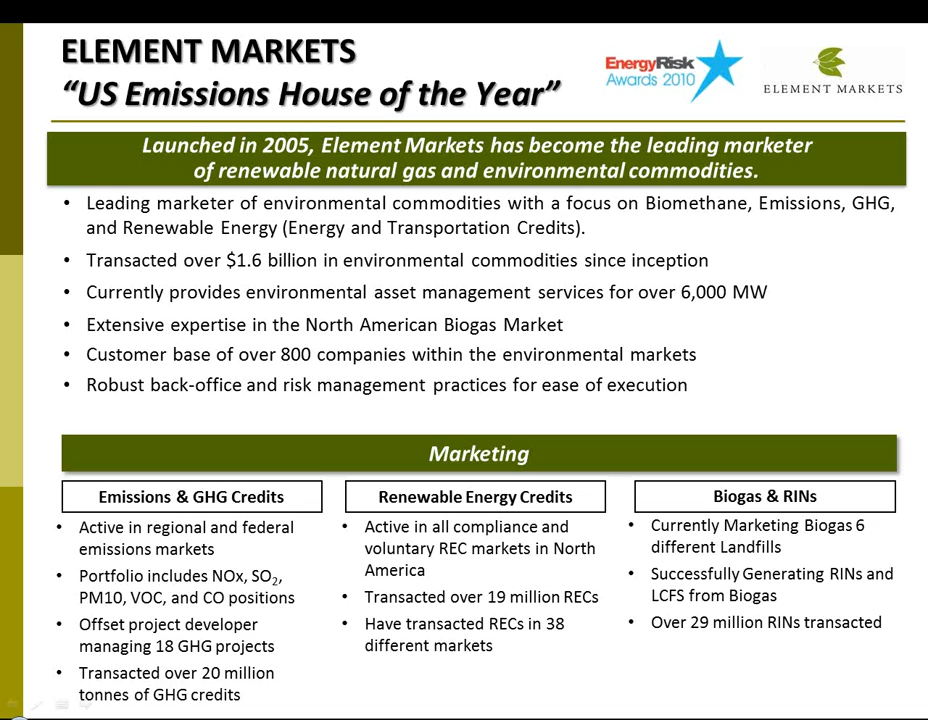 ELEMENT MARKETS
“US Emissions House of the Year”
EnergyRisk
Awards 2010
ELEMENT MARKETS
Launched in 2005, Element Markets has become the leading marketer
of renewable natural gas and environmental commodities.
• Leading marketer of environmental commodities with a focus on Biomethane, Emissions, GHG,
and Renewable Energy (Energy and Transportation Credits).
• Transacted over $1.6 billion in environmental commodities since inception
• Currently provides environmental asset management services for over 6,000 MW
• Extensive expertise in the North American Biogas Market
• Customer base of over 800 companies within the environmental markets
• Robust back-office and risk management practices for ease of execution
Marketing
Emissions & GHG Credits
• Active in regional and federal
emissions markets
• Portfolio includes NOx, SO₂,
PM10, VOC, and CO positions
• Offset project developer
managing 18 GHG projects
• Transacted over 20 million
tonnes of GHG credits
Renewable Energy Credits
• Active in all compliance and
voluntary REC markets in North
America
• Transacted over 19 million RECs
• Have transacted RECs in 38
different markets
Biogas & RINs
• Currently Marketing Biogas 6
different Landfills
• Successfully Generating RINs and
LCFS from Biogas
• Over 29 million RINs transacted